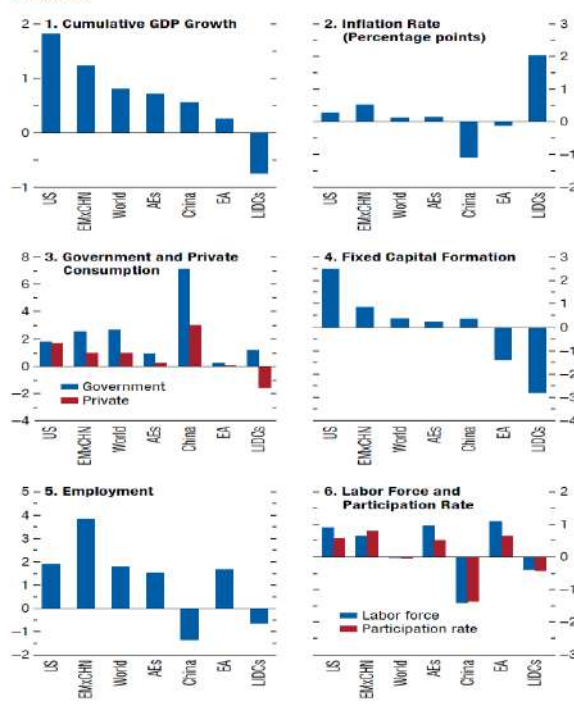 1. Cumulative GDP Growth
2
1
0
−1
US
EMxCHN
World
AEs
China
EA
LIDCs
2. Inflation Rate
(Percentage points)
3
2
1
0
−1
−2
US
EMxCHN
World
AEs
China
EA
LIDCs
3. Government and Private
Consumption
8
6
4
2
0
−2
−4
Government
Private
US
EMxCHN
World
AEs
China
EA
LIDCs
4. Fixed Capital Formation
3
2
1
0
−1
−2
−3
−4
US
EMxCHN
World
AEs
China
EA
LIDCs
5. Employment
5
4
3
2
1
0
−1
−2
US
EMxCHN
World
AEs
China
EA
LIDCs
6. Labor Force and
Participation Rate
2
1
0
−1
−2
−3
Labor force
Participation rate
US
EMxCHN
World
AEs
China
EA
LIDCs